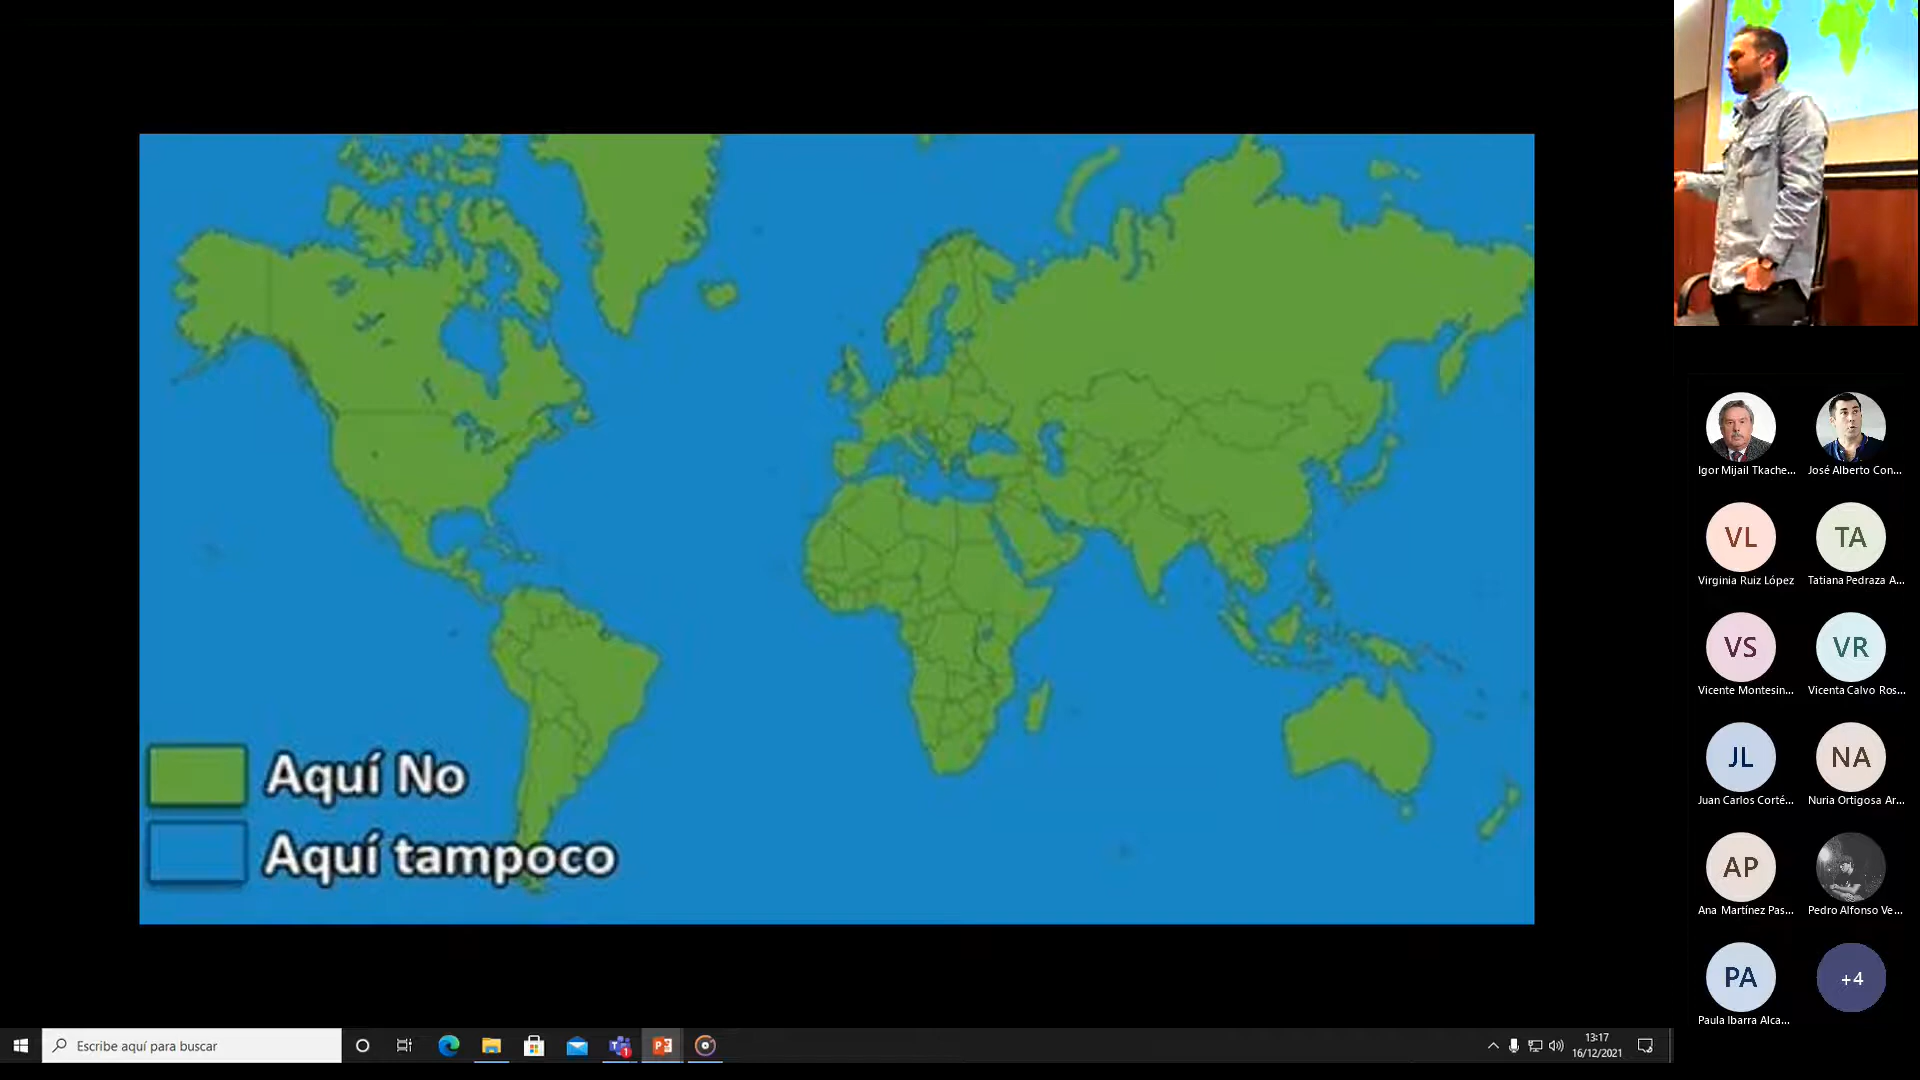 Aquí No
Aquí tampoco
Igor Mijail Tkache...
José Alberto Con...
VL
TA
Virginia Ruiz López
Tatiana Pedraza A...
VS
VR
Vicente Montesin...
Vicenta Calvo Ros...
JL
NA
Juan Carlos Corté...
Nuria Ortigosa Ar...
AP
Ana Martínez Pas...
Pedro Alfonso Ve...
PA
+4
Paula Ibarra Alca...
Escribe aquí para buscar
1
13:17
16/12/2021